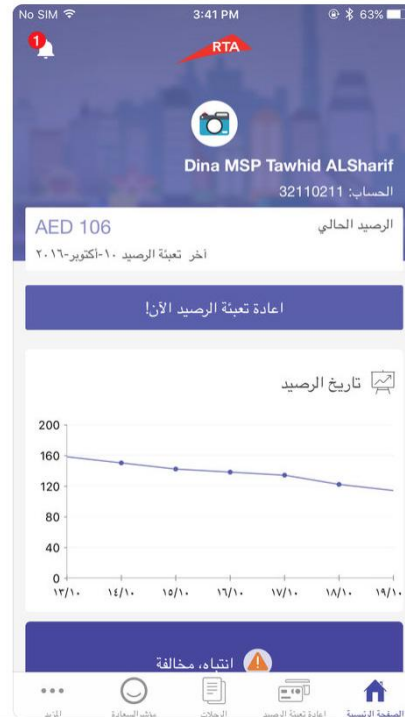 No SIM 3:41 PM 63%
1
RTA
Dina MSP Tawhid ALSharif
الحساب: 32110211
الرصيد الحالي AED 106
آخر تعبئة الرصيد ١٠-أكتوبر-٢٠١٦
اعادة تعبئة الرصيد الآن!
تاريخ الرصيد
200
160
120
80
40
0
١٣/١٠ ١٤/١٠ ١٥/١٠ ١٦/١٠ ١٧/١٠ ١٨/١٠ ١٩/١٠
انتباه، مخالفة
الصفحة الرئيسية اعادة تعبئة الرصيد الرحلات مؤشر السعادة المزيد